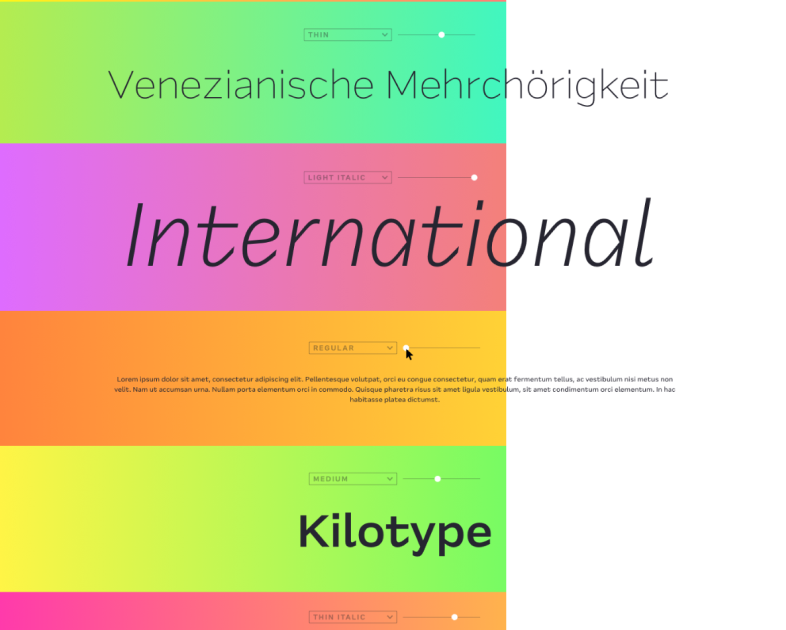 THIN
Venezianische Mehrchörigkeit
LIGHT ITALIC
International
REGULAR
Lorem ipsum dolor sit amet, consectetur adipiscing elit. Pellentesque volutpat, orci eu congue consectetur, quam erat fermentum tellus, ac vestibulum nisi metus non
velit. Nam ut accumsan urna. Nullam porta elementum orci in commodo. Quisque pharetra risus sit amet ligula vestibulum, sit amet condimentum orci elementum. In hac
habitasse platea dictumst.
MEDIUM
Kilotype
THIN ITALIC